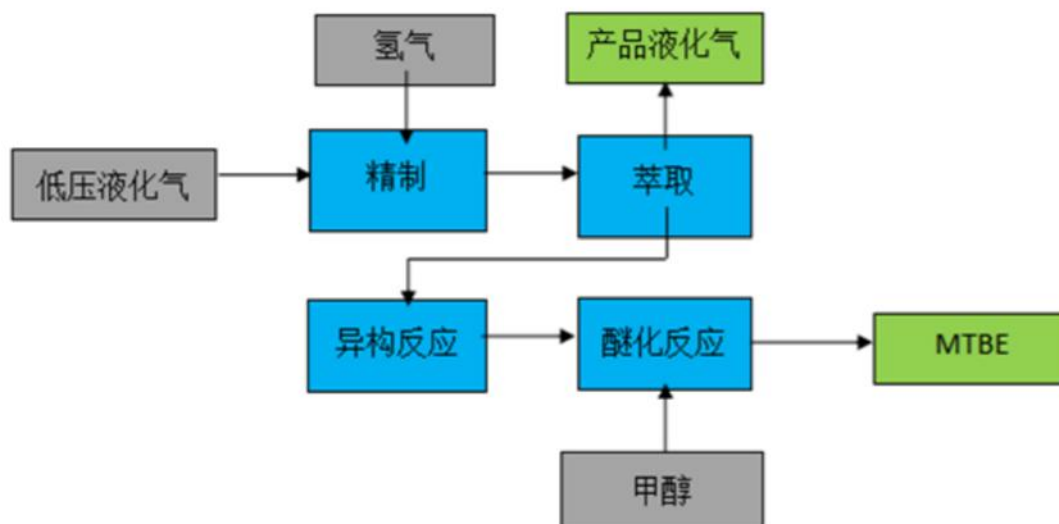 氢气
产品液化气
低压液化气
精制
萃取
异构反应
醚化反应
MTBE
甲醇